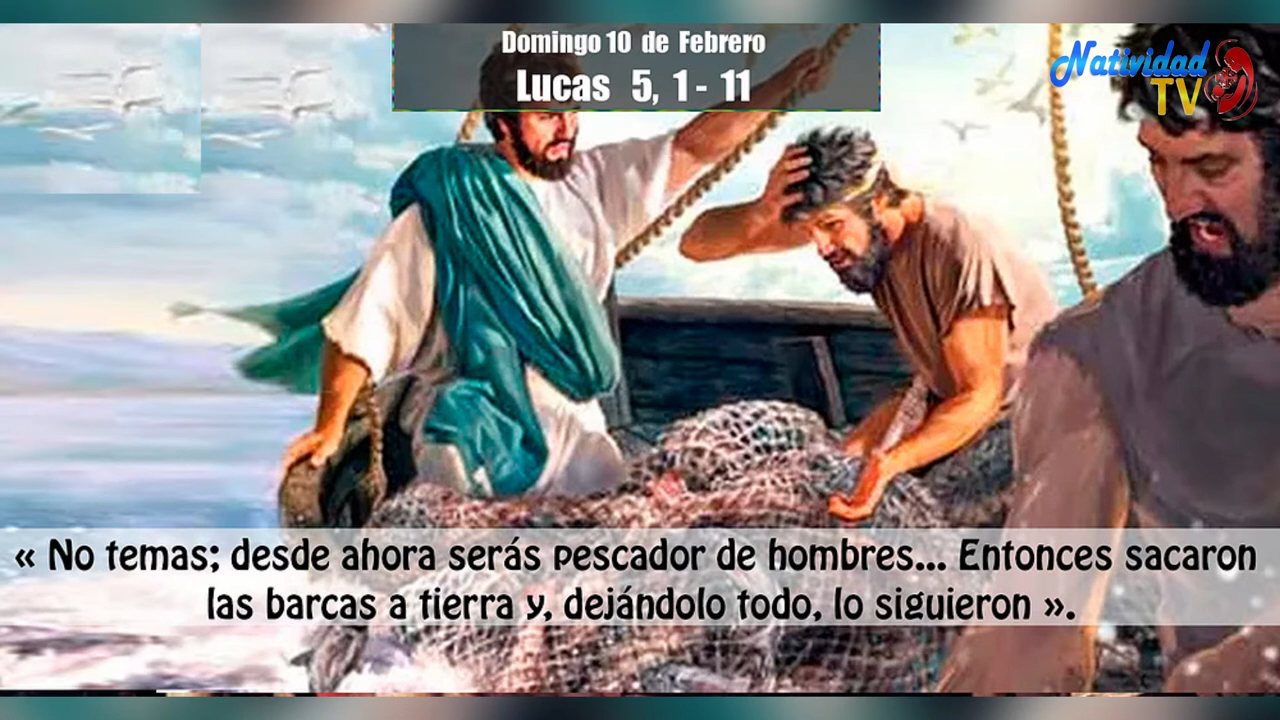 Domingo 10 de Febrero
Lucas 5, 1 - 11
Natividad
TV
« No temas; desde ahora serás pescador de hombres... Entonces sacaron
las barcas a tierra y, dejándolo todo, lo siguieron ».